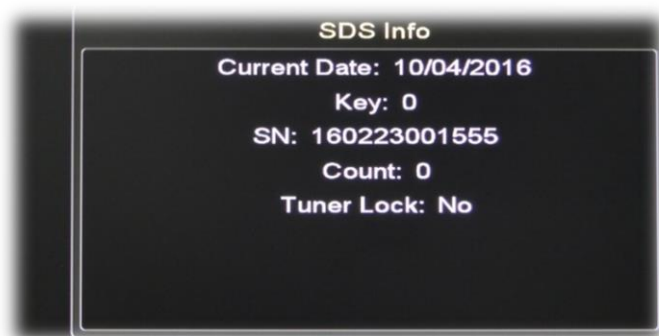 SDS Info
Current Date: 10/04/2016
Key: 0
SN: 160223001555
Count: 0
Tuner Lock: No